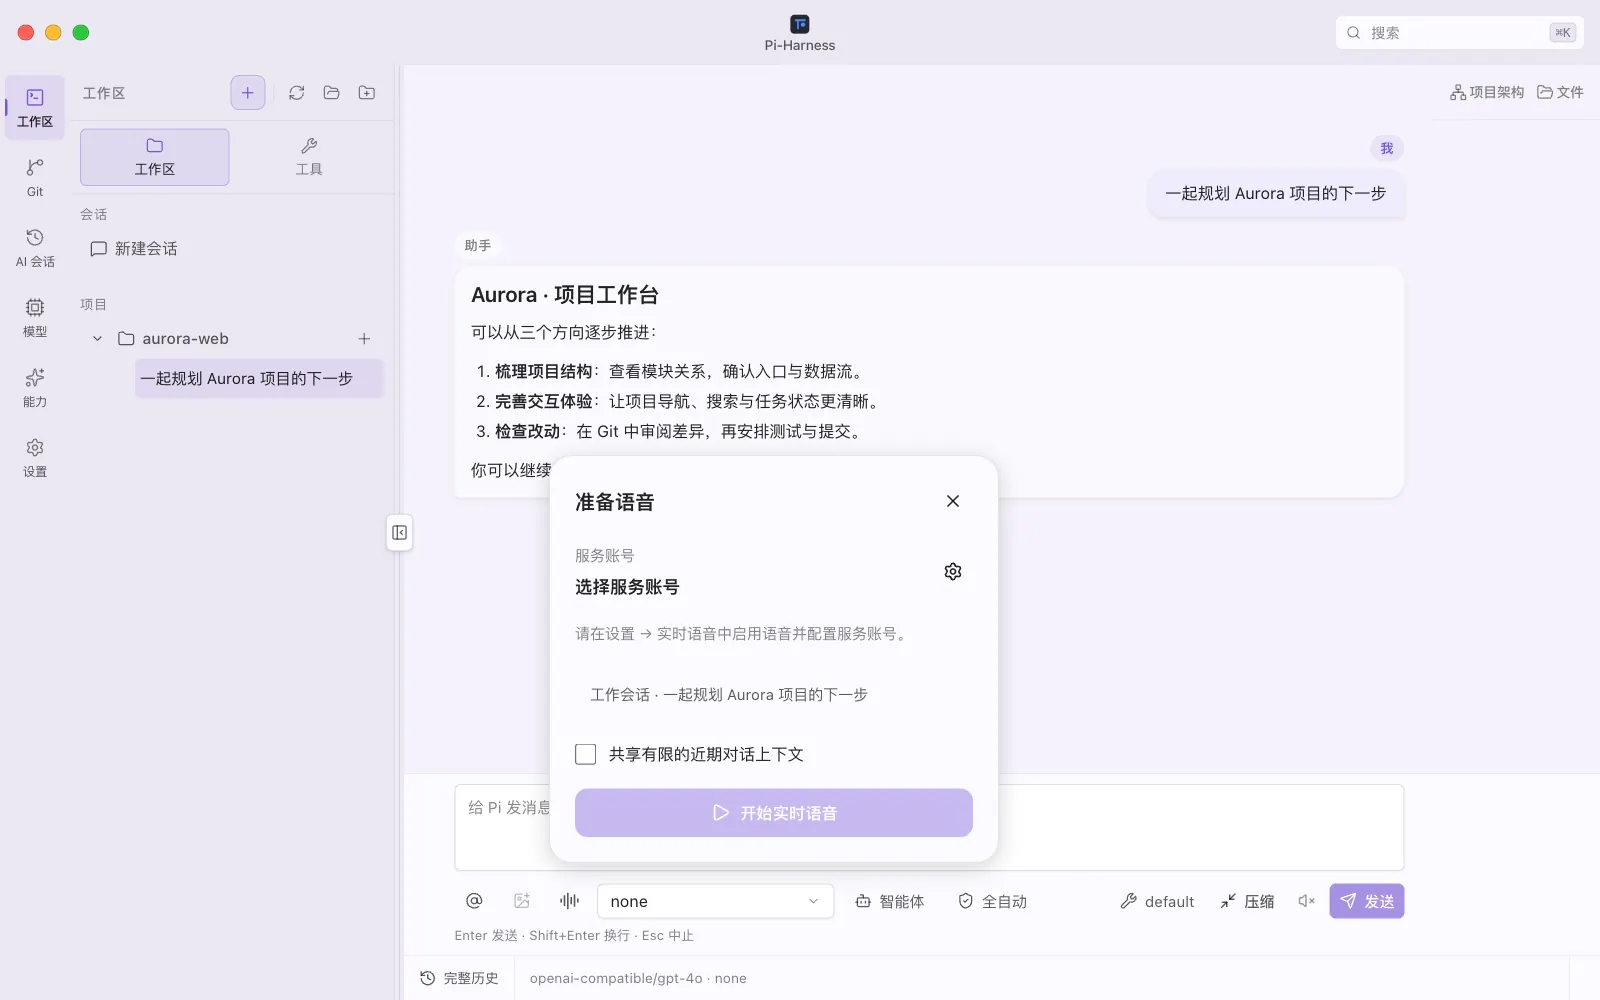 Pi-Harness
搜索
⌘K
工作区
Git
AI 会话
模型
能力
设置
工作区
工作区
工具
会话
新建会话
项目
aurora-web
一起规划 Aurora 项目的下一步
项目架构
文件
我
一起规划 Aurora 项目的下一步
助手
Aurora · 项目工作台
可以从三个方向逐步推进：
1. 梳理项目结构：查看模块关系，确认入口与数据流。
2. 完善交互体验：让项目导航、搜索与任务状态更清晰。
3. 检查改动：在 Git 中审阅差异，再安排测试与提交。
你可以继续
准备语音
服务账号
选择服务账号
请在设置 → 实时语音中启用语音并配置服务账号。
工作会话 · 一起规划 Aurora 项目的下一步
共享有限的近期对话上下文
开始实时语音
给 Pi 发消息
none
智能体
全自动
default
压缩
发送
Enter 发送 · Shift+Enter 换行 · Esc 中止
完整历史
openai-compatible/gpt-4o · none